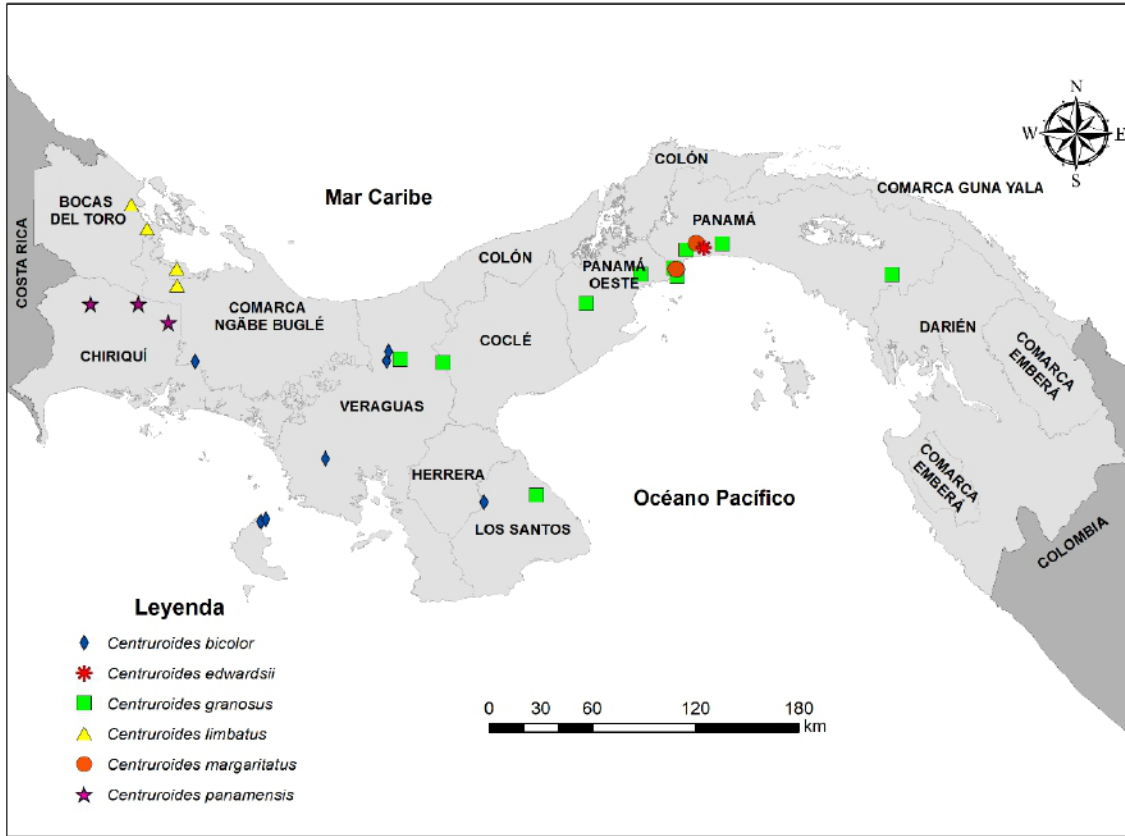 N
W
E
S
COLÓN
COMARCA GUNA YALA
BOCAS
DEL TORO
Mar Caribe
PANAMÁ
COSTA RICA
COLÓN
PANAMÁ
OESTE
COMARCA
NGÄBE BUGLÉ
COCLÉ
DARIÉN
CHIRIQUÍ
COMARCA
EMBERÁ
VERAGUAS
HERRERA
COMARCA
EMBERÁ
Océano Pacífico
LOS SANTOS
COLOMBIA
Leyenda
Centruroides bicolor
Centruroides edwardsii
Centruroides granosus
Centruroides limbatus
Centruroides margaritatus
Centruroides panamensis
0 30 60 120 180
km